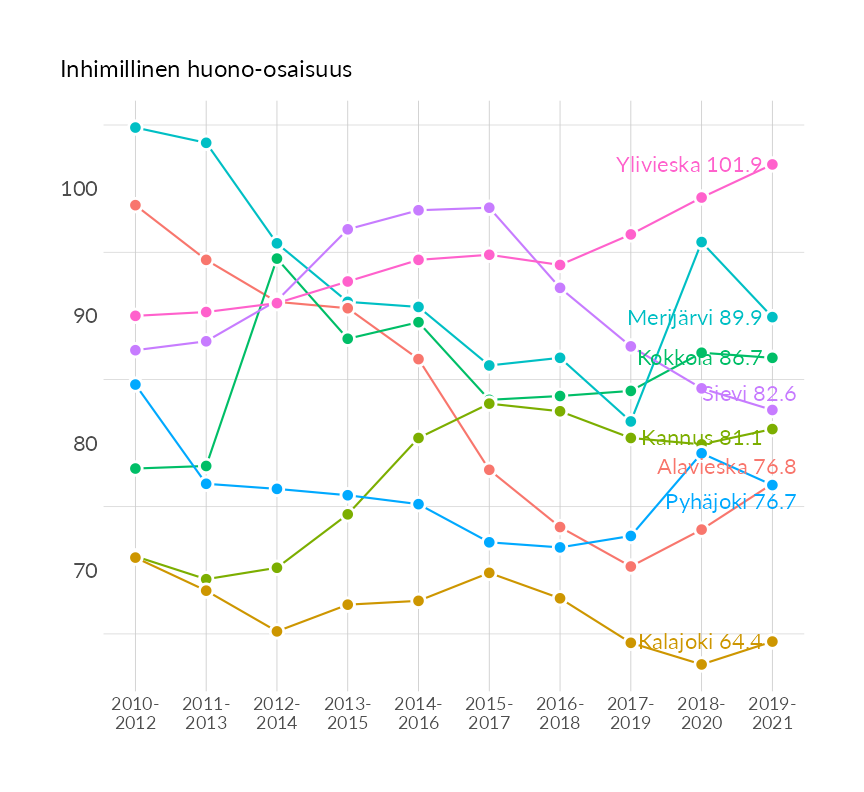 Inhimillinen huono-osaisuus
100
90
80
70
Ylivieska 101.9
Merijärvi 89.9
Kokkola 86.7
Sievi 82.6
Kannus 81.1
Alavieska 76.8
Pyhäjoki 76.7
Kalajoki 64.4
2010- 2011- 2012- 2013- 2014- 2015- 2016- 2017- 2018- 2019-
2012 2013 2014 2015 2016 2017 2018 2019 2020 2021